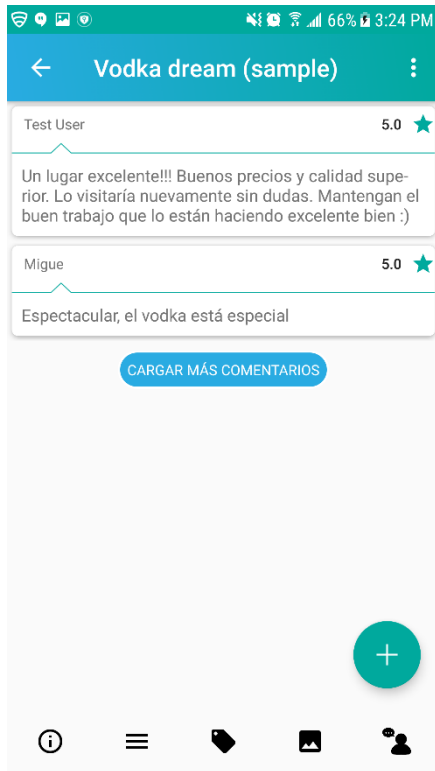 66% 3:24 PM
Vodka dream (sample)
Test User 5.0
Un lugar excelente!!! Buenos precios y calidad supe-
rior. Lo visitaría nuevamente sin dudas. Mantengan el
buen trabajo que lo están haciendo excelente bien :)
Migue 5.0
Espectacular, el vodka está especial
CARGAR MÁS COMENTARIOS